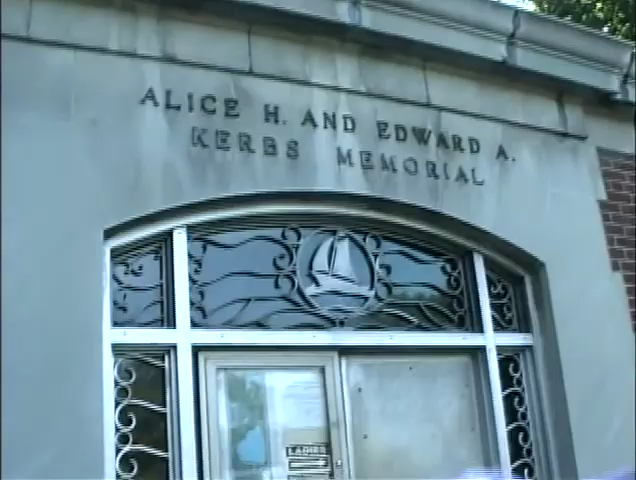 ALICE H. AND EDWARD A.
KERBS MEMORIAL
LADIES